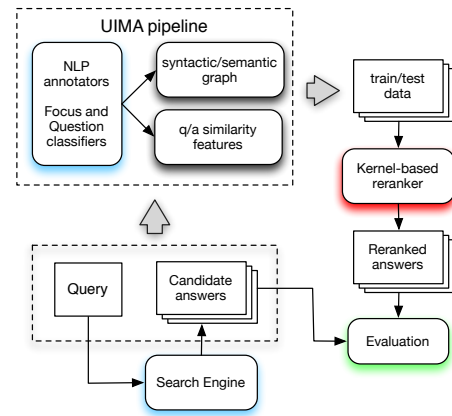 UIMA pipeline
NLP
annotators
Focus and
Question
classifiers
syntactic/semantic
graph
q/a similarity
features
train/test
data
Kernel-based
reranker
Reranked
answers
Evaluation
Query
Candidate
answers
Search Engine